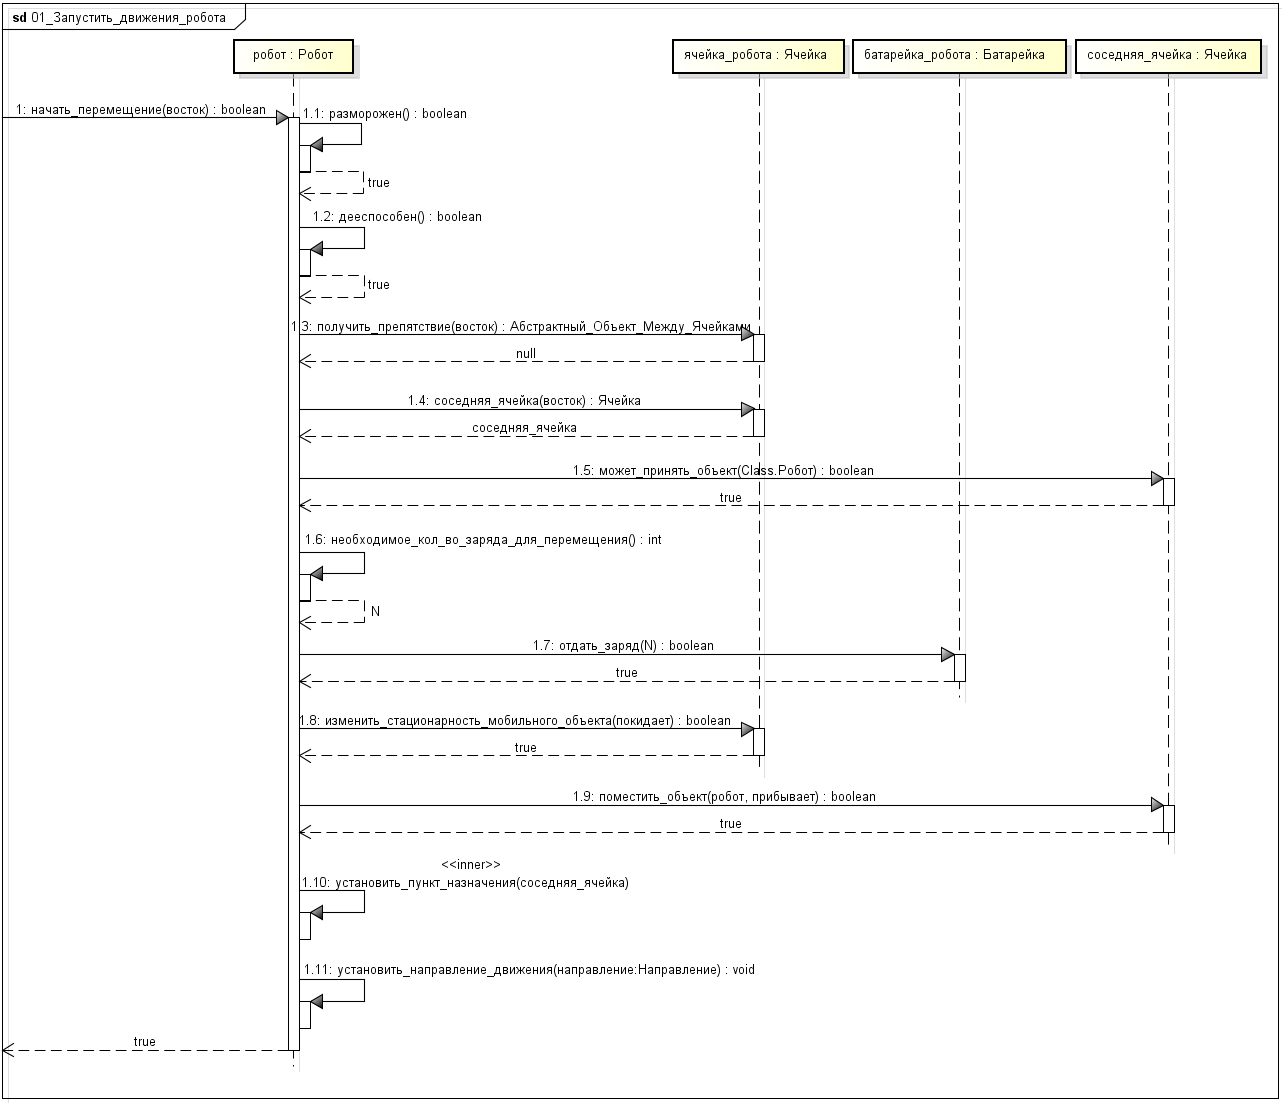 sd 01_Запустить_движения_робота
робот : Робот
ячейка_робота : Ячейка
батарейка_робота : Батарейка
соседняя_ячейка : Ячейка
1: начать_перемещение(восток) : boolean
1.1: разморожен() : boolean
true
1.2: дееспособен() : boolean
true
1.3: получить_препятствие(восток) : Абстрактный_Объект_Между_Ячейками
null
1.4: соседняя_ячейка(восток) : Ячейка
соседняя_ячейка
1.5: может_принять_объект(Class.Робот) : boolean
true
1.6: необходимое_кол_во_заряда_для_перемещения() : int
N
1.7: отдать_заряд(N) : boolean
true
1.8: изменить_стационарность_мобильного_объекта(покидает) : boolean
true
1.9: поместить_объект(робот, прибывает) : boolean
true
<<inner>>
1.10: установить_пункт_назначения(соседняя_ячейка)
1.11: установить_направление_движения(направление:Направление) : void
true